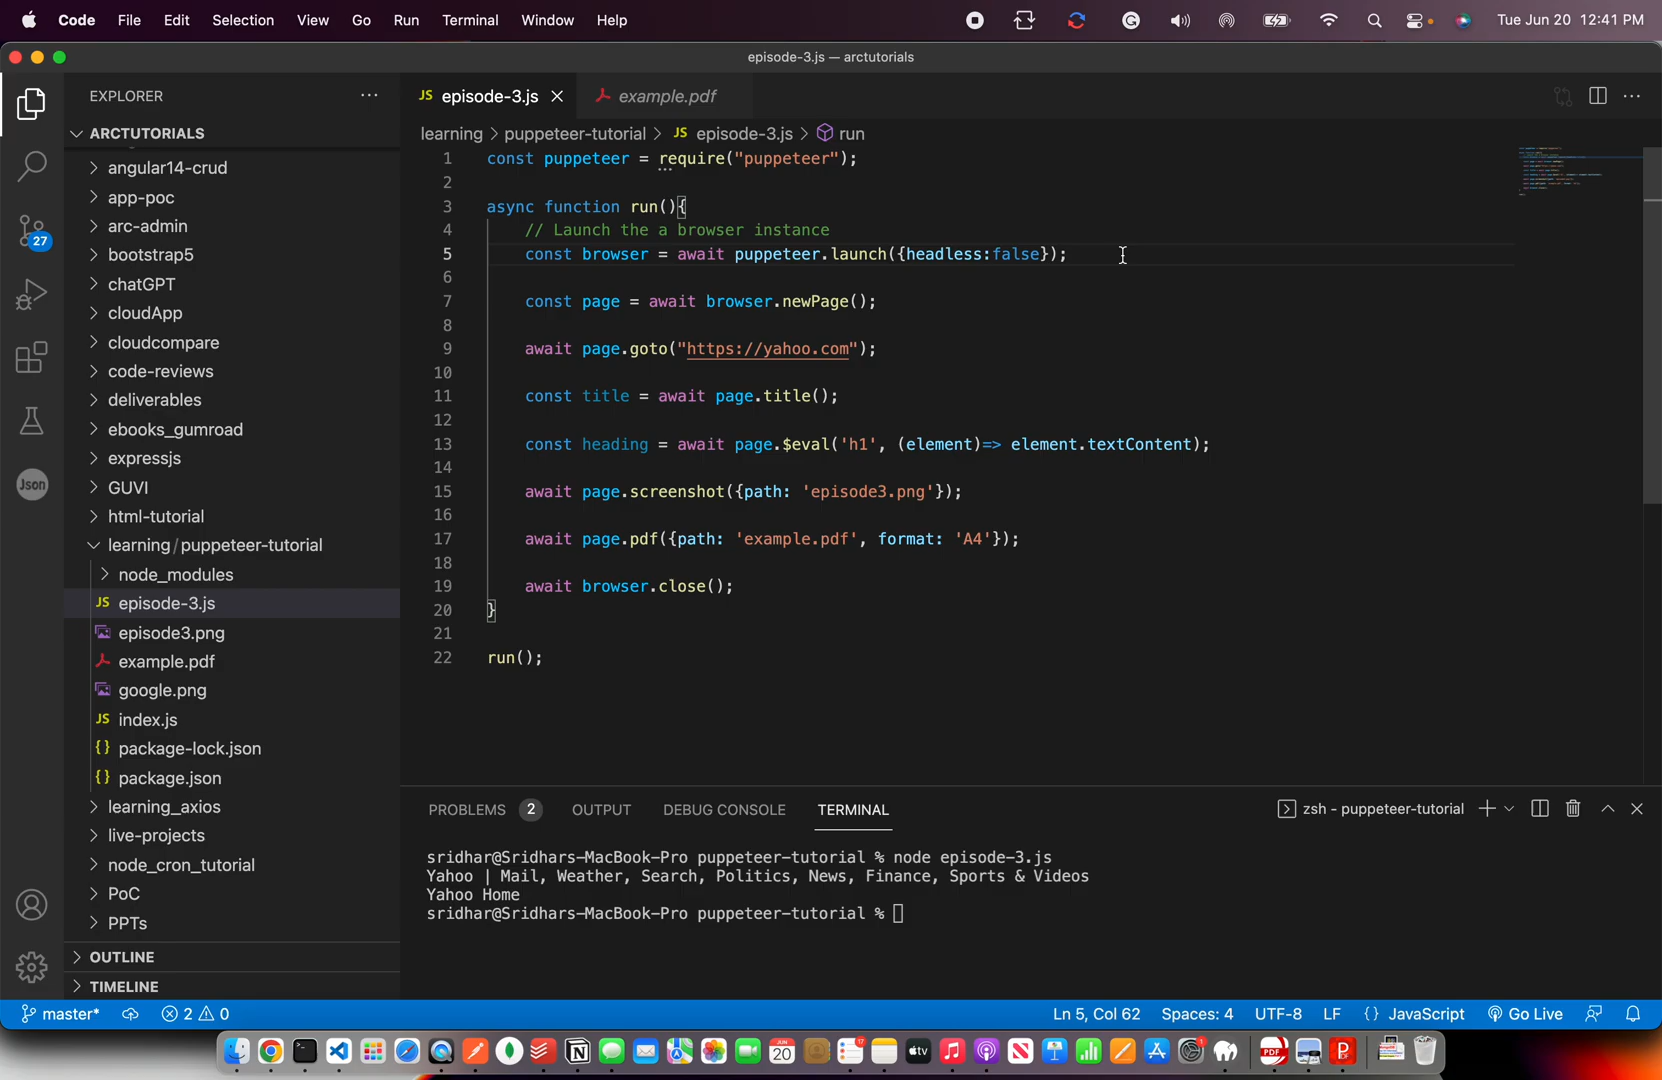 Code File Edit Selection View Go Run Terminal Window Help Tue Jun 20 12:41 PM
episode-3.js — arctutorials
EXPLORER
JS episode-3.js
example.pdf
ARCTUTORIALS
learning > puppeteer-tutorial > JS episode-3.js > run
angular14-crud
app-poc
arc-admin
bootstrap5
chatGPT
cloudApp
cloudcompare
code-reviews
deliverables
ebooks_gumroad
expressjs
GUVI
html-tutorial
learning / puppeteer-tutorial
node_modules
JS episode-3.js
episode3.png
example.pdf
google.png
JS index.js
{} package-lock.json
{} package.json
learning_axios
live-projects
node_cron_tutorial
PoC
PPTs
OUTLINE
TIMELINE
27
Json
1 const puppeteer = require("puppeteer");
2
3 async function run(){
4 // Launch the a browser instance
5 const browser = await puppeteer.launch({headless:false});
6
7 const page = await browser.newPage();
8
9 await page.goto("https://yahoo.com");
10
11 const title = await page.title();
12
13 const heading = await page.$eval('h1', (element)=> element.textContent);
14
15 await page.screenshot({path: 'episode3.png'});
16
17 await page.pdf({path: 'example.pdf', format: 'A4'});
18
19 await browser.close();
20 }
21
22 run();
PROBLEMS 2 OUTPUT DEBUG CONSOLE TERMINAL zsh - puppeteer-tutorial
sridhar@Sridhars-MacBook-Pro puppeteer-tutorial % node episode-3.js
Yahoo | Mail, Weather, Search, Politics, News, Finance, Sports & Videos
Yahoo Home
sridhar@Sridhars-MacBook-Pro puppeteer-tutorial %
master* 2 0 Ln 5, Col 62 Spaces: 4 UTF-8 LF {} JavaScript Go Live